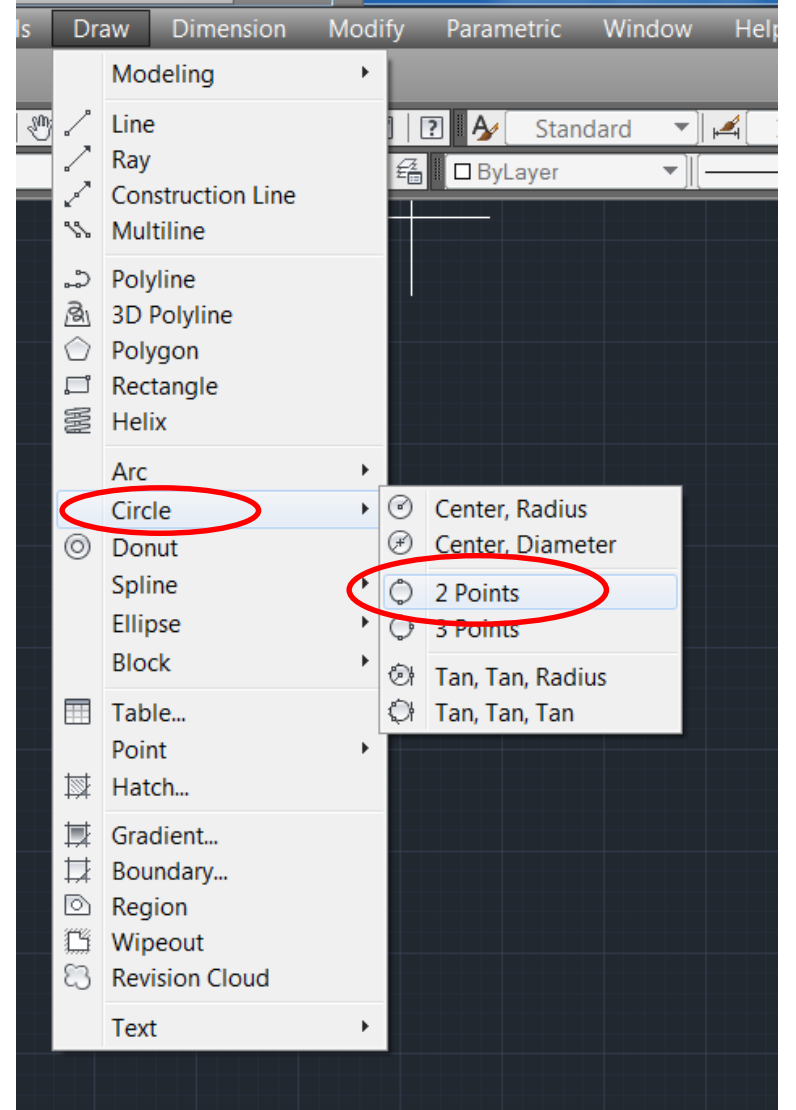 Draw Dimension Modify Parametric Window Help
Modeling
Line
Standard
Ray
ByLayer
Construction Line
Multiline
Polyline
3D Polyline
Polygon
Rectangle
Helix
Arc
Circle
Donut
Spline
Ellipse
Block
Table...
Point
Hatch...
Gradient...
Boundary...
Region
Wipeout
Revision Cloud
Text
Center, Radius
Center, Diameter
2 Points
3 Points
Tan, Tan, Radius
Tan, Tan, Tan